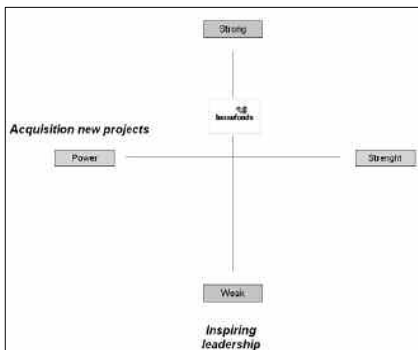 Strong
Acquisition new projects
Power
Strenght
Weak
Inspiring
leadership